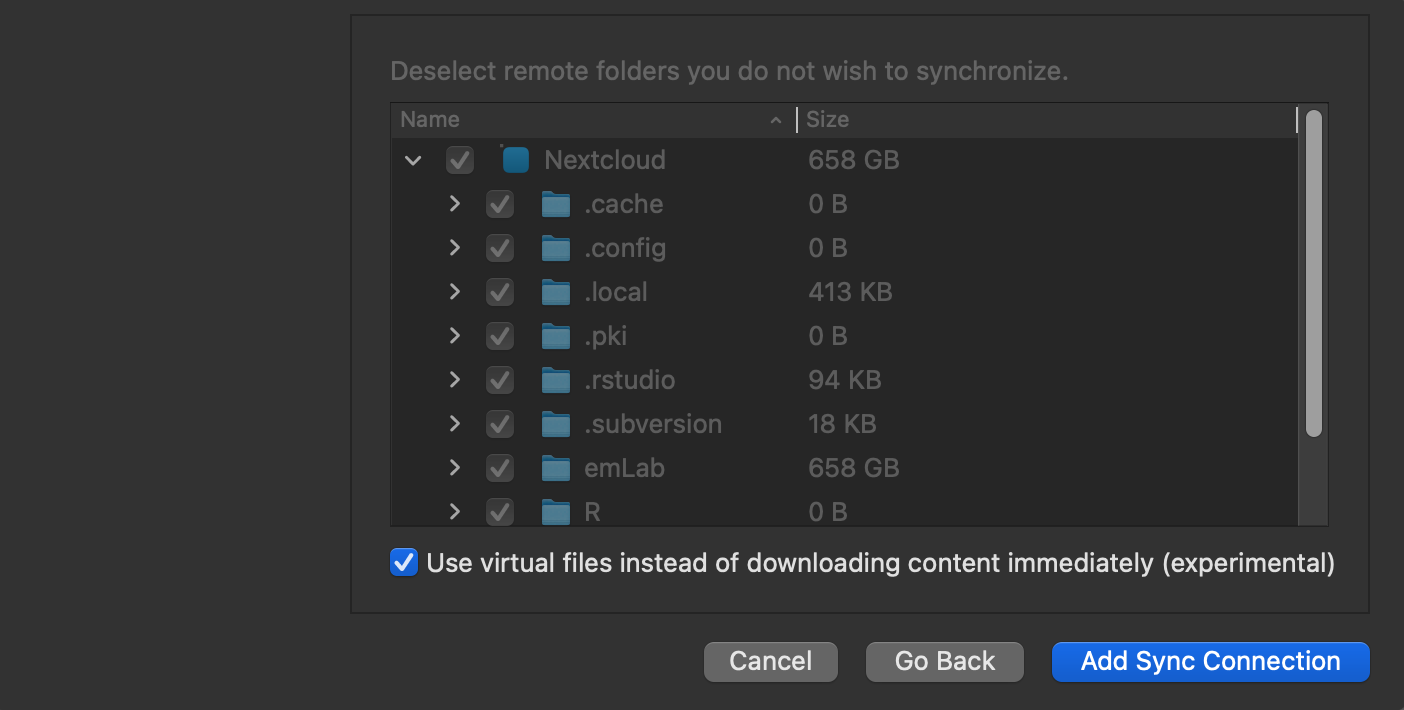 Deselect remote folders you do not wish to synchronize.
Name Size
Nextcloud 658 GB
.cache 0 B
.config 0 B
.local 413 KB
.pki 0 B
.rstudio 94 KB
.subversion 18 KB
emLab 658 GB
R 0 B
Use virtual files instead of downloading content immediately (experimental)
Cancel Go Back Add Sync Connection